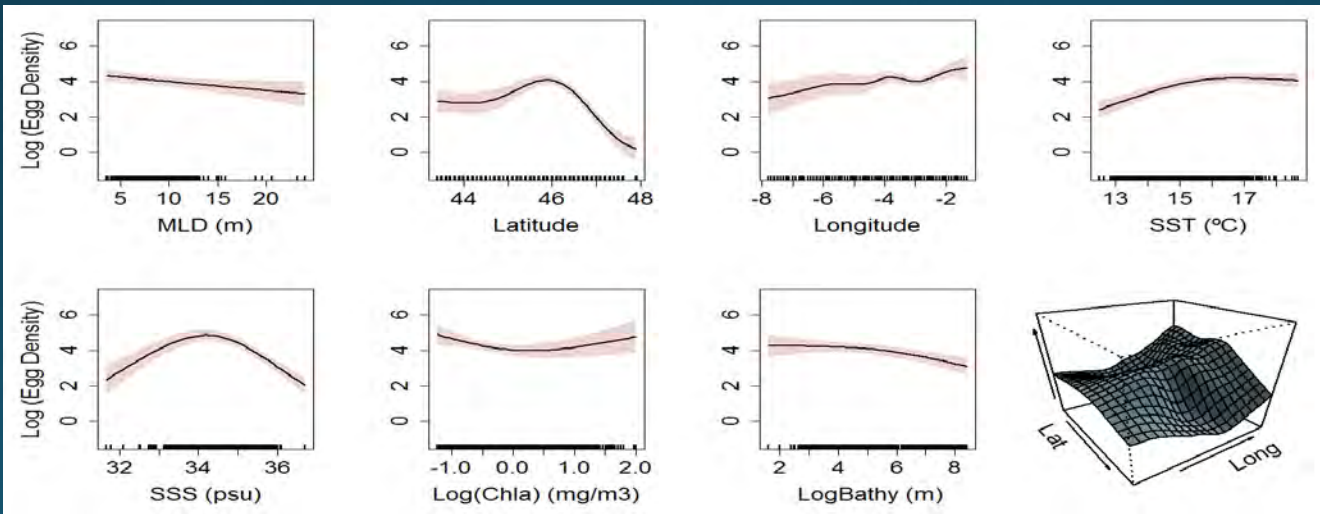 Log (Egg Density)
6
4
2
0
5 10 15 20
MLD (m)
6
4
2
0
44 45 46 47 48
Latitude
6
4
2
0
-8 -6 -4 -2
Longitude
6
4
2
0
13 15 17
SST (ºC)
Log (Egg Density)
6
4
2
0
32 34 36
SSS (psu)
6
4
2
0
-1.0 0.0 1.0 2.0
Log(Chla) (mg/m3)
6
4
2
0
2 4 6 8
LogBathy (m)
Lat
Long